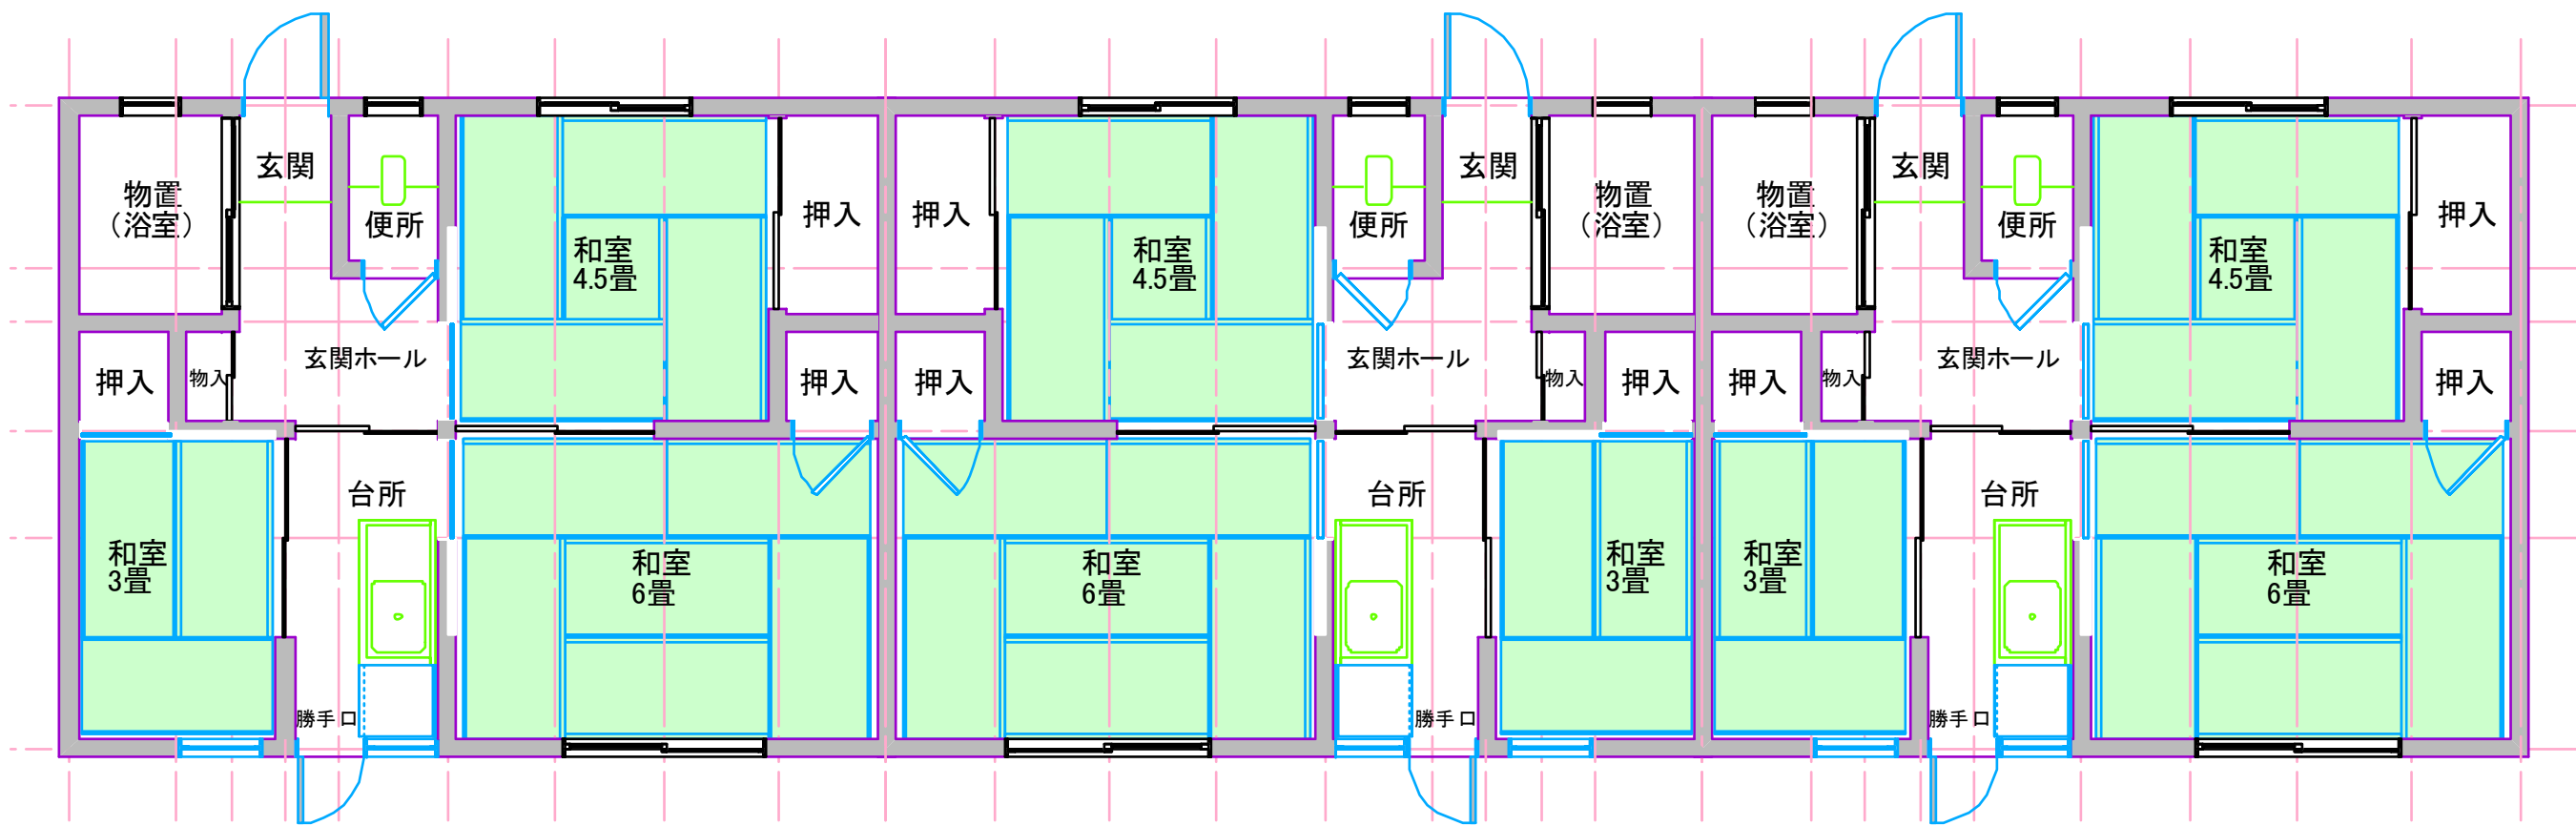 物置
（浴室）
玄関
便所
和室
4.5畳
押入
押入
物入
玄関ホール
押入
和室
3畳
台所
勝手口
和室
6畳
押入
和室
4.5畳
便所
玄関
物置
（浴室）
押入
玄関ホール
物入
押入
和室
6畳
台所
勝手口
和室
3畳
物置
（浴室）
玄関
便所
和室
4.5畳
押入
押入
物入
玄関ホール
押入
和室
3畳
台所
勝手口
和室
6畳